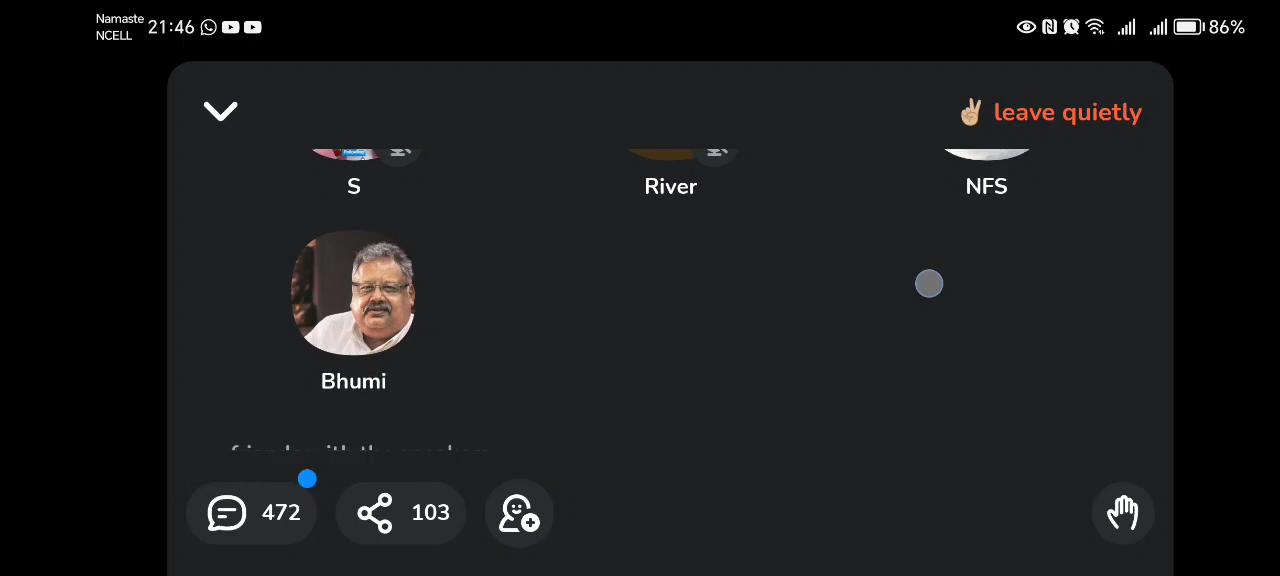 Namaste
NCELL
21:46
86%
✌🏼 leave quietly
S
River
NFS
Bhumi
472
103